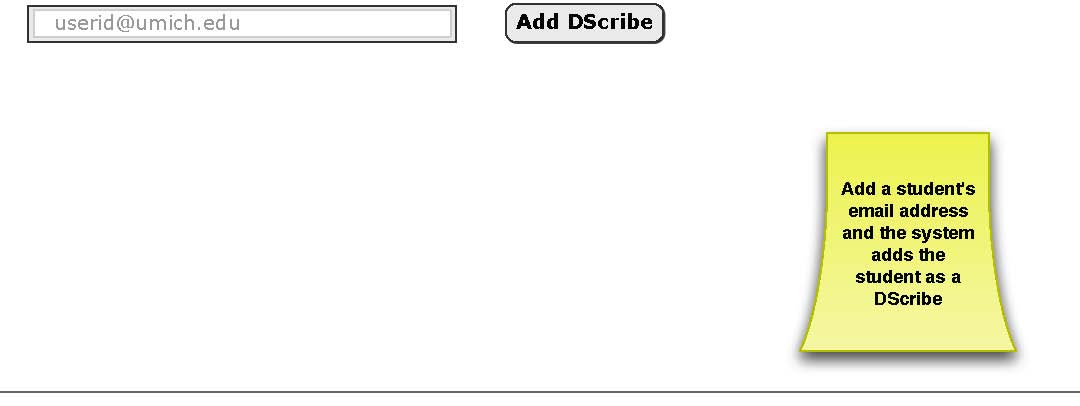 userid@umich.edu
Add DScribe
Add a student's
email address
and the system
adds the
student as a
DScribe